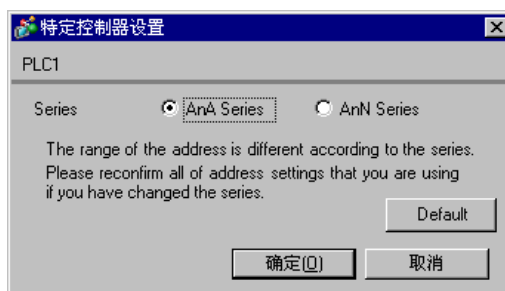 特定控制器设置
PLC1
Series AnA Series AnN Series
The range of the address is different according to the series.
Please reconfirm all of address settings that you are using
if you have changed the series.
Default
确定(O) 取消